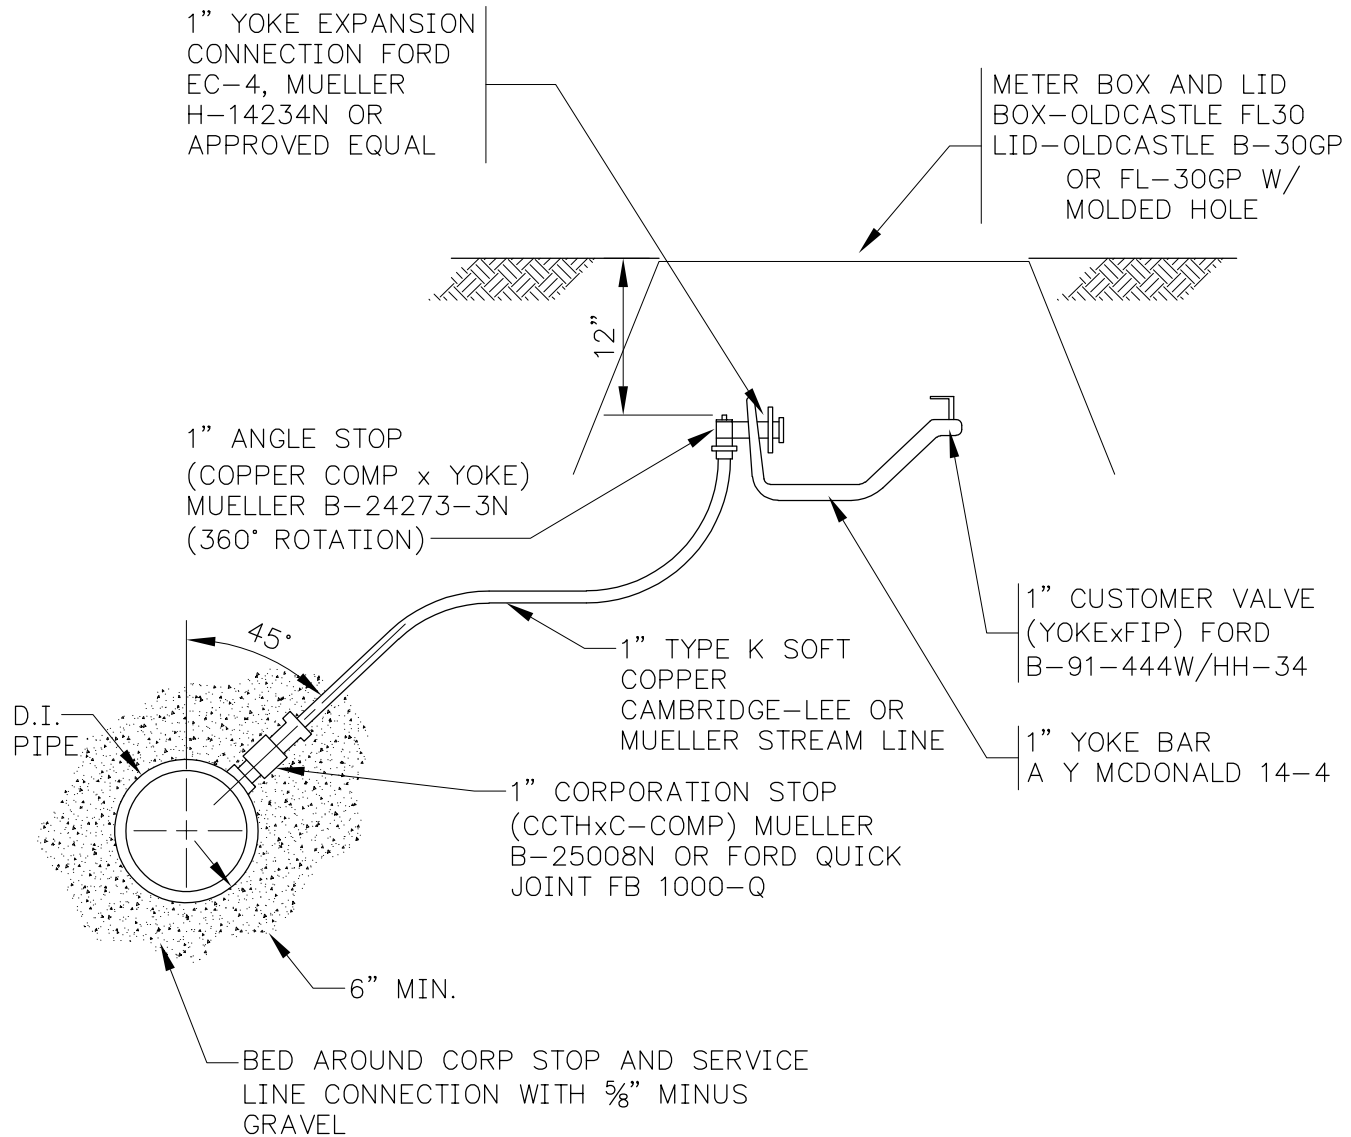 1” YOKE EXPANSION
CONNECTION FORD
EC-4, MUELLER
H-14234N OR
APPROVED EQUAL
METER BOX AND LID
BOX-OLDCASTLE FL30
LID-OLDCASTLE B-30GP
OR FL-30GP W/
MOLDED HOLE
12”
1” ANGLE STOP
(COPPER COMP x YOKE)
MUELLER B-24273-3N
(360° ROTATION)
1” CUSTOMER VALVE
(YOKExFIP) FORD
B-91-444W/HH-34
45°
1” TYPE K SOFT
COPPER
CAMBRIDGE-LEE OR
MUELLER STREAM LINE
D.I.
PIPE
1” YOKE BAR
A Y MCDONALD 14-4
1” CORPORATION STOP
(CCTHxC-COMP) MUELLER
B-25008N OR FORD QUICK
JOINT FB 1000-Q
6” MIN.
BED AROUND CORP STOP AND SERVICE
LINE CONNECTION WITH ⅝” MINUS
GRAVEL